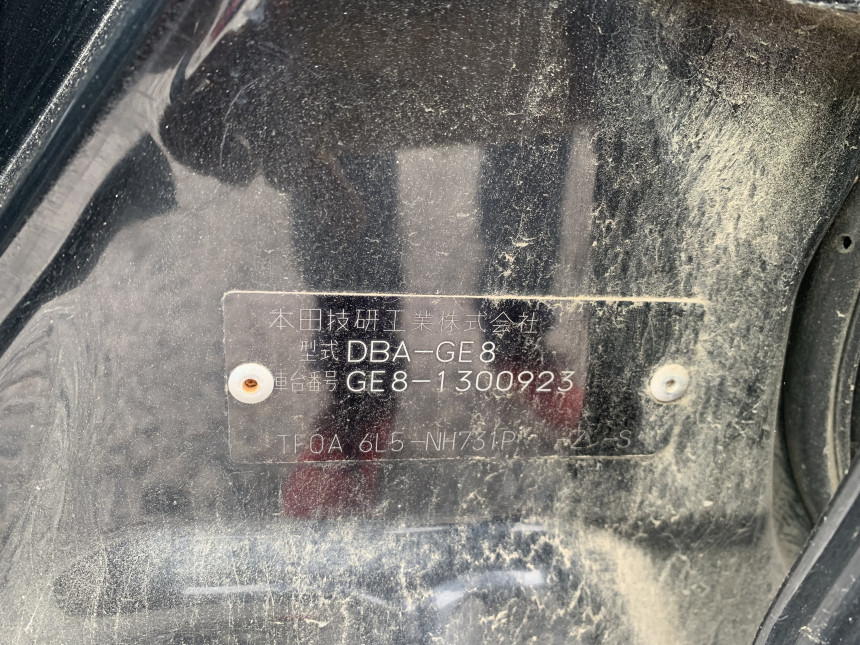 本田技研工業株式会社
型式 DBA-GE8
車台番号 GE8-1300923
TF0A 6L5-NH731P -S